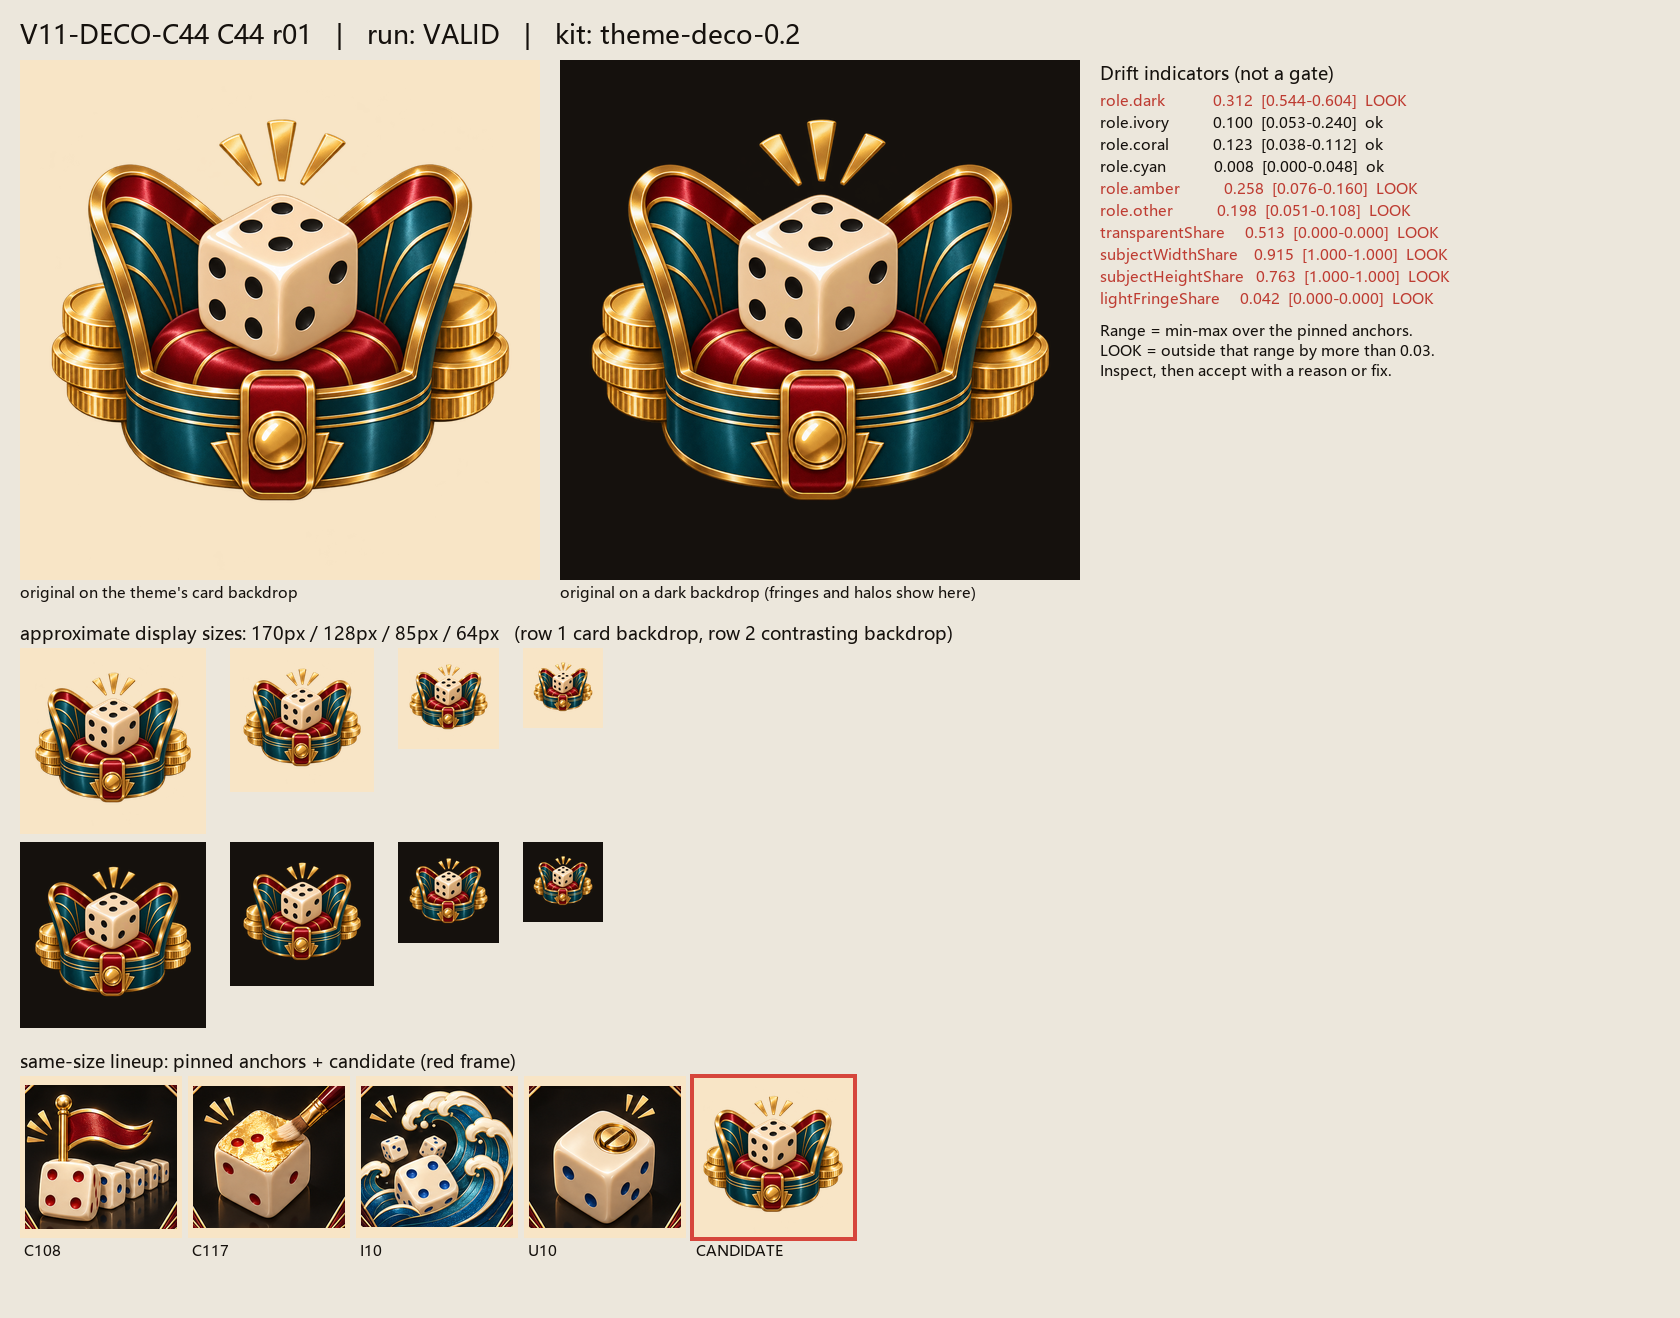 V11-DECO-C44 C44 r01 | run: VALID | kit: theme-deco-0.2
Drift indicators (not a gate)
role.dark 0.312 [0.544-0.604] LOOK
role.ivory 0.100 [0.053-0.240] ok
role.coral 0.123 [0.038-0.112] ok
role.cyan 0.008 [0.000-0.048] ok
role.amber 0.258 [0.076-0.160] LOOK
role.other 0.198 [0.051-0.108] LOOK
transparentShare 0.513 [0.000-0.000] LOOK
subjectWidthShare 0.915 [1.000-1.000] LOOK
subjectHeightShare 0.763 [1.000-1.000] LOOK
lightFringeShare 0.042 [0.000-0.000] LOOK
Range = min-max over the pinned anchors.
LOOK = outside that range by more than 0.03.
Inspect, then accept with a reason or fix.
original on the theme's card backdrop
original on a dark backdrop (fringes and halos show here)
approximate display sizes: 170px / 128px / 85px / 64px (row 1 card backdrop, row 2 contrasting backdrop)
same-size lineup: pinned anchors + candidate (red frame)
C108
C117
I10
U10
CANDIDATE